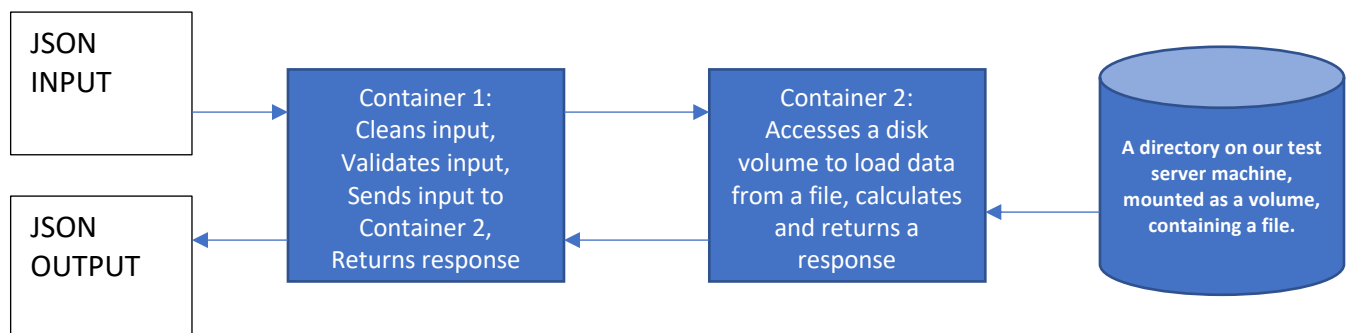 JSON
INPUT
Container 1:
Cleans input,
Validates input,
Sends input to
Container 2,
Returns response
Container 2:
Accesses a disk
volume to load data
from a file, calculates
and returns a
response
A directory on our test
server machine,
mounted as a volume,
containing a file.
JSON
OUTPUT